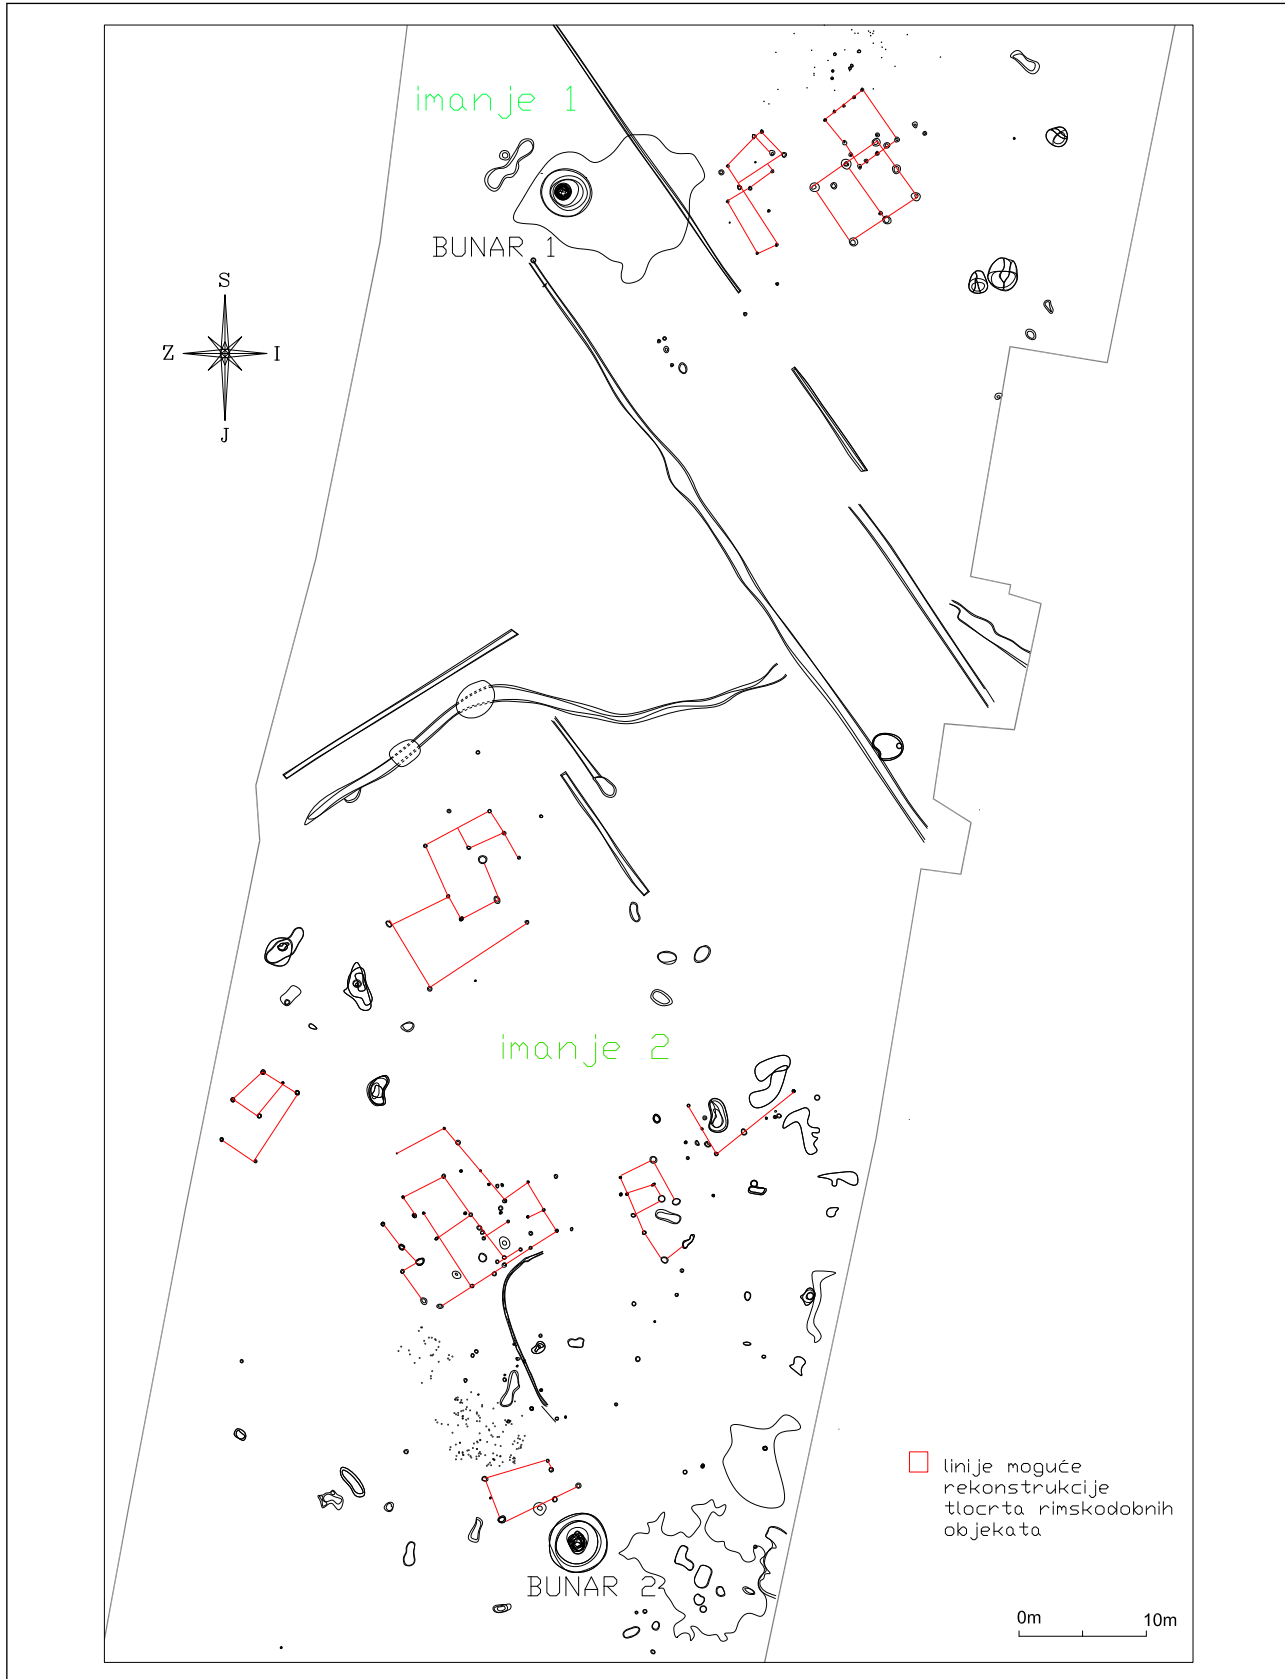 imanje 1
BUNAR 1
S
Z
I
J
imanje 2
linije moguće
rekonstrukcije
tlocrta rimskodobnih
objekata
BUNAR 2
0m
10m